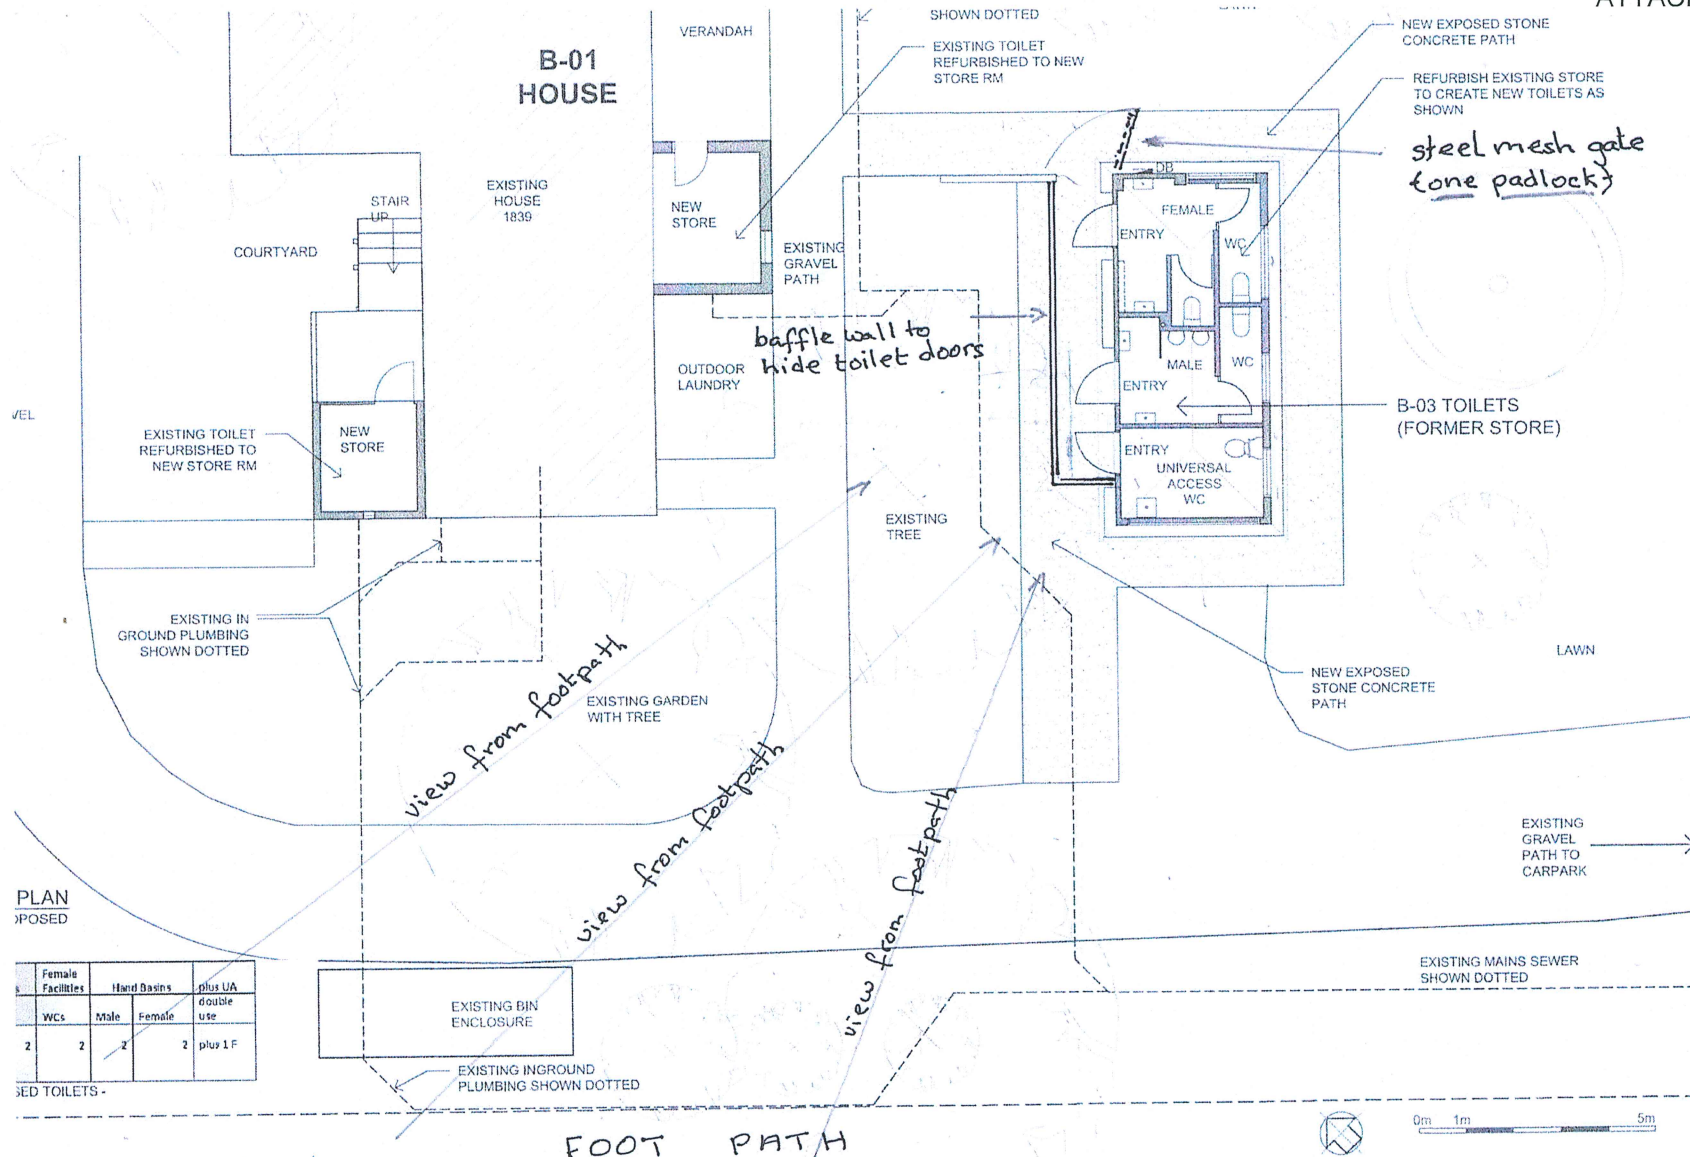 SHOWN DOTTED
VERANDAH
NEW EXPOSED STONE
CONCRETE PATH
EXISTING TOILET
REFURBISHED TO NEW
STORE RM
B-01
HOUSE
REFURBISH EXISTING STORE
TO CREATE NEW TOILETS AS
SHOWN
steel mesh gate
{one padlock}
DB
STAIR
UP
EXISTING
HOUSE
1839
NEW
STORE
FEMALE
ENTRY
WC
COURTYARD
EXISTING
GRAVEL
PATH
baffle wall to
hide toilet doors
OUTDOOR
LAUNDRY
MALE
WC
ENTRY
B-03 TOILETS
(FORMER STORE)
VEL
EXISTING TOILET
REFURBISHED TO
NEW STORE RM
NEW
STORE
ENTRY
UNIVERSAL
ACCESS
WC
EXISTING
TREE
EXISTING IN
GROUND PLUMBING
SHOWN DOTTED
LAWN
NEW EXPOSED
STONE CONCRETE
PATH
EXISTING GARDEN
WITH TREE
view from footpath
view from footpath
view from footpath
EXISTING
GRAVEL
PATH TO
CARPARK
PLAN
POSED
EXISTING MAINS SEWER
SHOWN DOTTED
s
Female
Facilities
Hand Basins
plus UA
double
use
WCs
Male
Female
2 2 2 2 plus 1 F
SED TOILETS -
EXISTING BIN
ENCLOSURE
EXISTING INGROUND
PLUMBING SHOWN DOTTED
0m 1m 5m
FOOT PATH